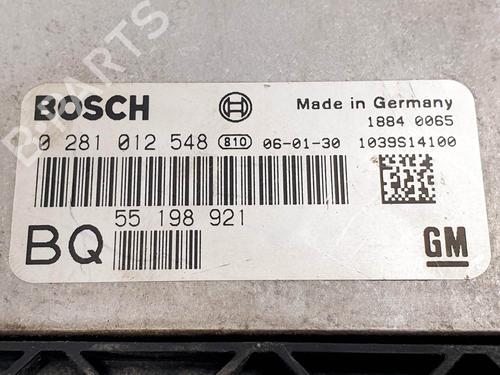 B-PARTS
BOSCH
Made in Germany
1884 0065
0 281 012 548 810 06-01-30 1039S14100
55 198 921
BQ
GM